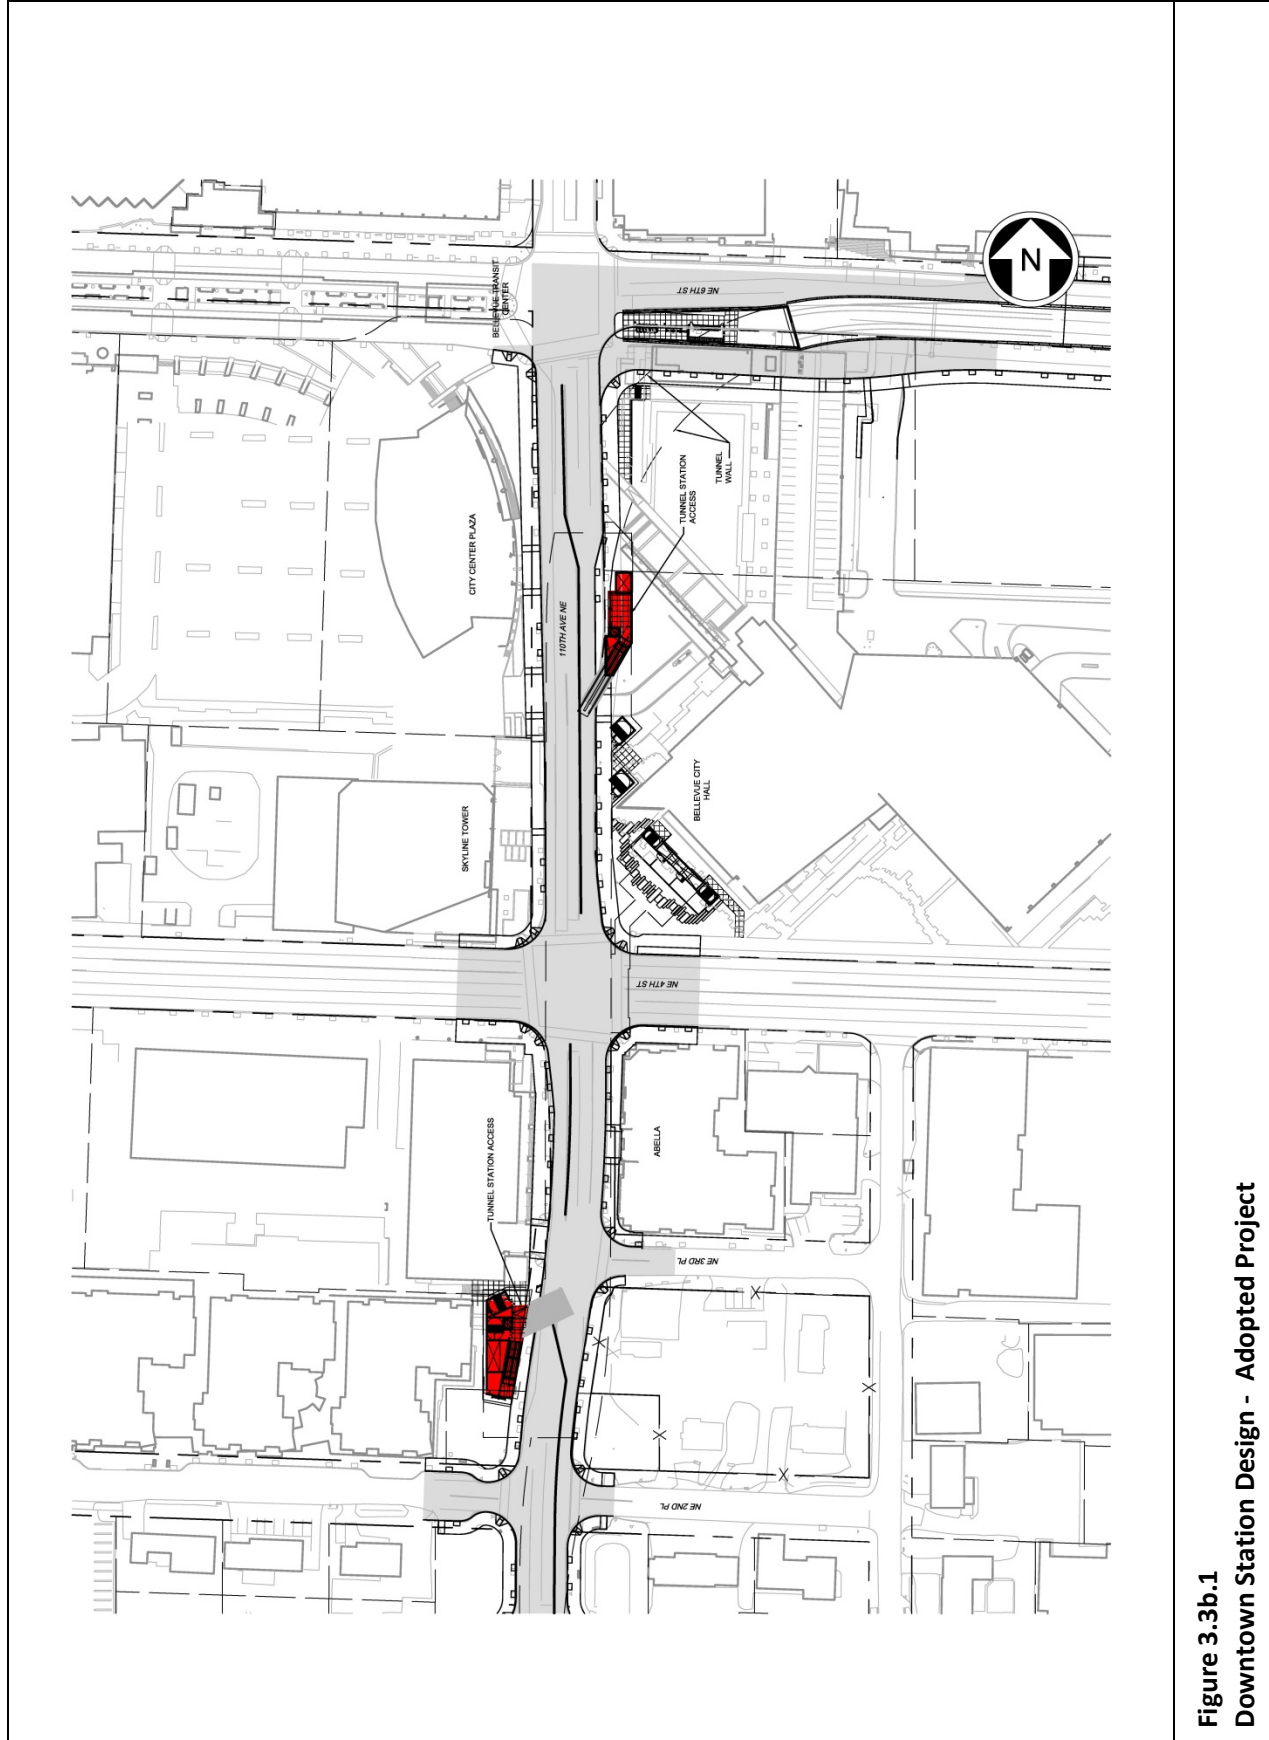 BELLEVUE TRANSIT
CENTER
NE 6TH ST
TUNNEL
WALL
TUNNEL STATION
ACCESS
CITY CENTER PLAZA
110TH AVE NE
N
SKYLINE TOWER
BELLEVUE CITY
HALL
NE 4TH ST
TUNNEL STATION ACCESS
ABELLA
NE 3RD PL
NE 2ND PL
Figure 3.3b.1
Downtown Station Design - Adopted Project